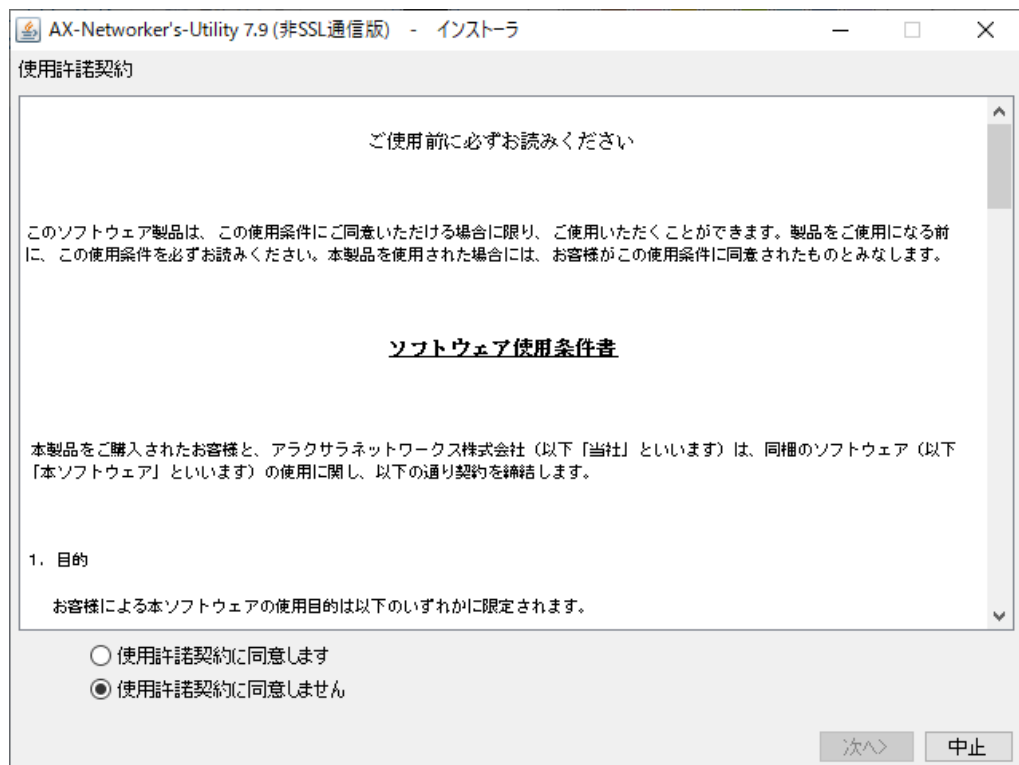 AX-Networker's-Utility 7.9 (非SSL通信版) - インストーラ
使用許諾契約
ご使用前に必ずお読みください
このソフトウェア製品は、この使用条件にご同意いただける場合に限り、ご使用いただくことができます。製品をご使用になる前
に、この使用条件を必ずお読みください。本製品を使用された場合には、お客様がこの使用条件に同意されたものとみなします。
ソフトウェア使用条件書
本製品をご購入されたお客様と、アラクサラネットワークス株式会社（以下「当社」といいます）は、同梱のソフトウェア（以下
「本ソフトウェア」といいます）の使用に関し、以下の通り契約を締結します。
1. 目的
お客様による本ソフトウェアの使用目的は以下のいずれかに限定されます。
使用許諾契約に同意します
使用許諾契約に同意しません
次へ>
中止